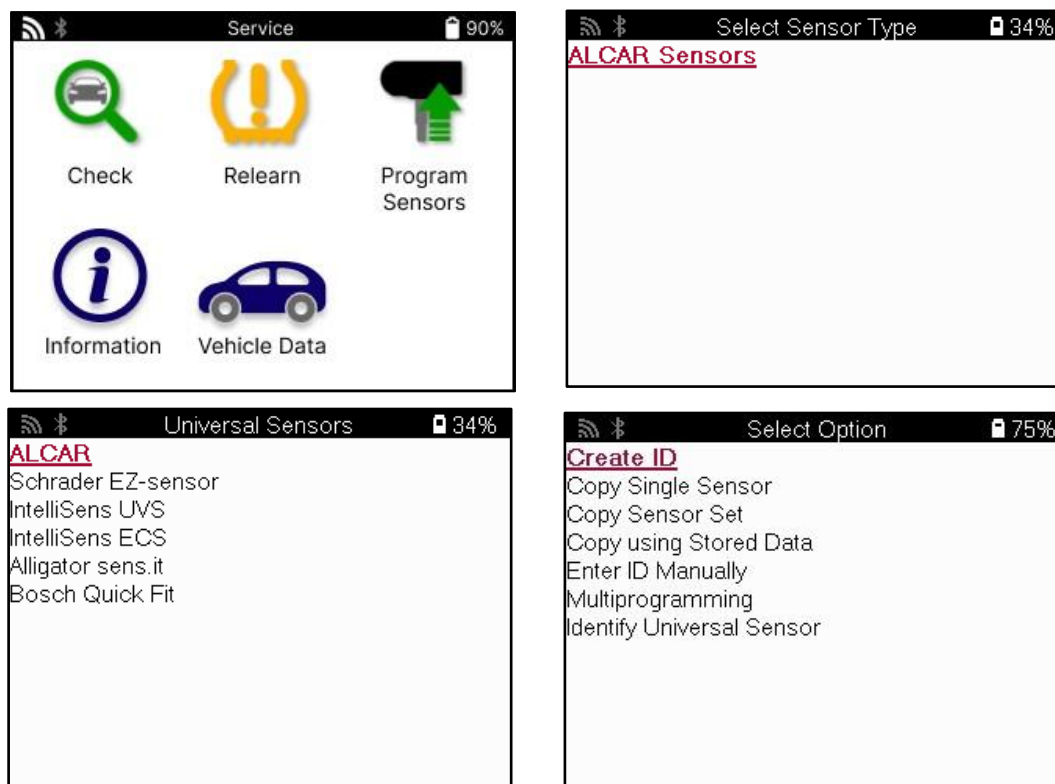 Service 90%
Check Relearn Program
Sensors
Information Vehicle Data
Select Sensor Type 34%
ALCAR Sensors
Universal Sensors 34%
ALCAR
Schrader EZ-sensor
IntelliSens UVS
IntelliSens ECS
Alligator sens.it
Bosch Quick Fit
Select Option 75%
Create ID
Copy Single Sensor
Copy Sensor Set
Copy using Stored Data
Enter ID Manually
Multiprogramming
Identify Universal Sensor